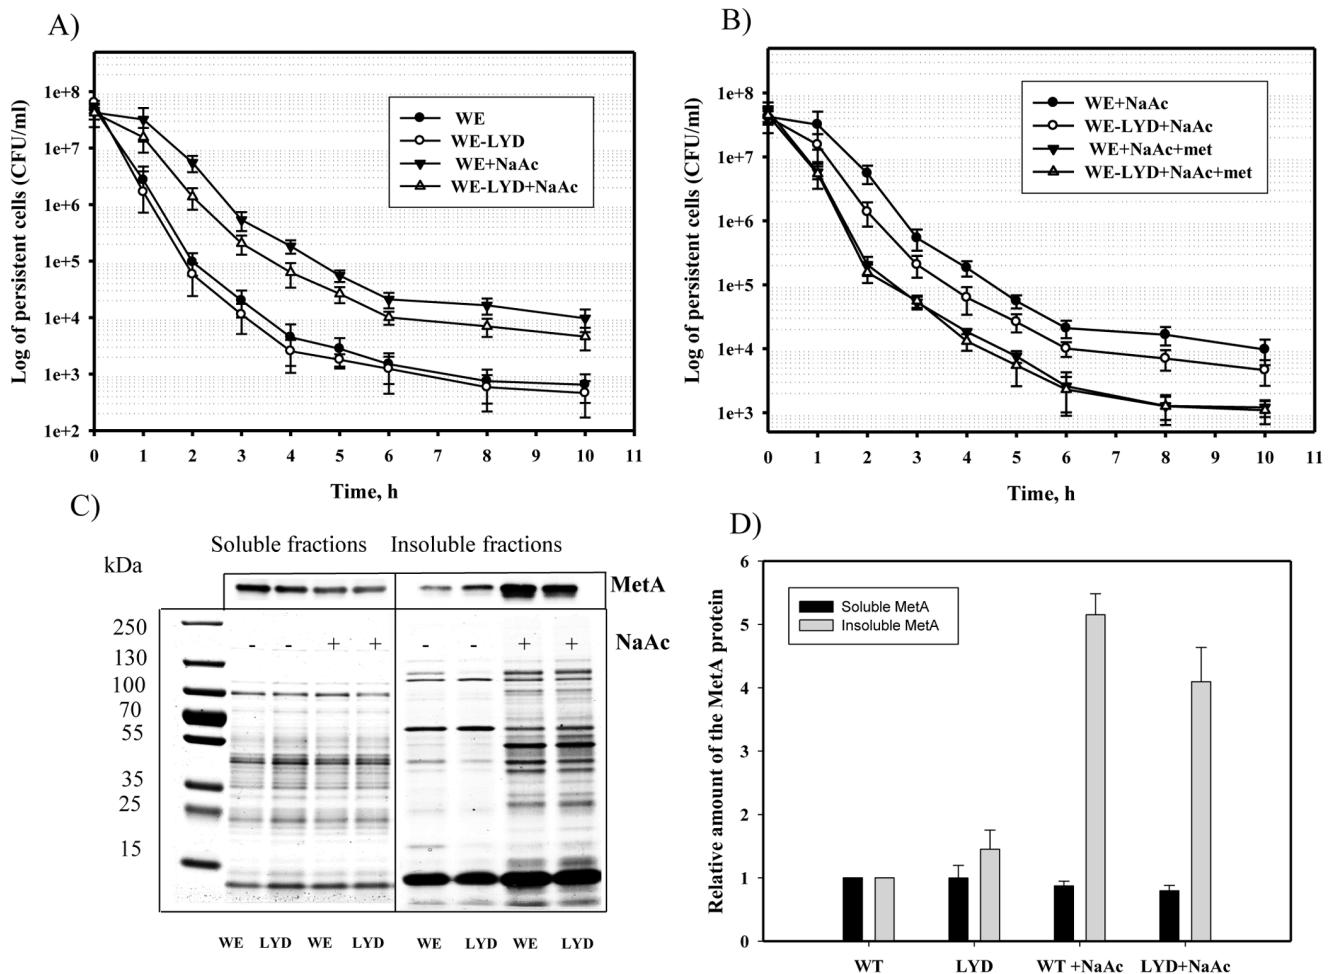 A)
Log of persistent cells (CFU/ml)
1e+8
1e+7
1e+6
1e+5
1e+4
1e+3
1e+2
WE
WE-LYD
WE+NaAc
WE-LYD+NaAc
0 1 2 3 4 5 6 8 10 11
Time, h
B)
Log of persistent cells (CFU/ml)
1e+8
1e+7
1e+6
1e+5
1e+4
1e+3
WE+NaAc
WE-LYD+NaAc
WE+NaAc+met
WE-LYD+NaAc+met
0 1 2 3 4 5 6 8 10 11
Time, h
C)
Soluble fractions Insoluble fractions
kDa
MetA
250
130
100
70
55
35
25
15
- - + + - - + + NaAc
WE LYD WE LYD WE LYD WE LYD
D)
Relative amount of the MetA protein
6
5
4
3
2
1
0
Soluble MetA
Insoluble MetA
WT LYD WT +NaAc LYD+NaAc